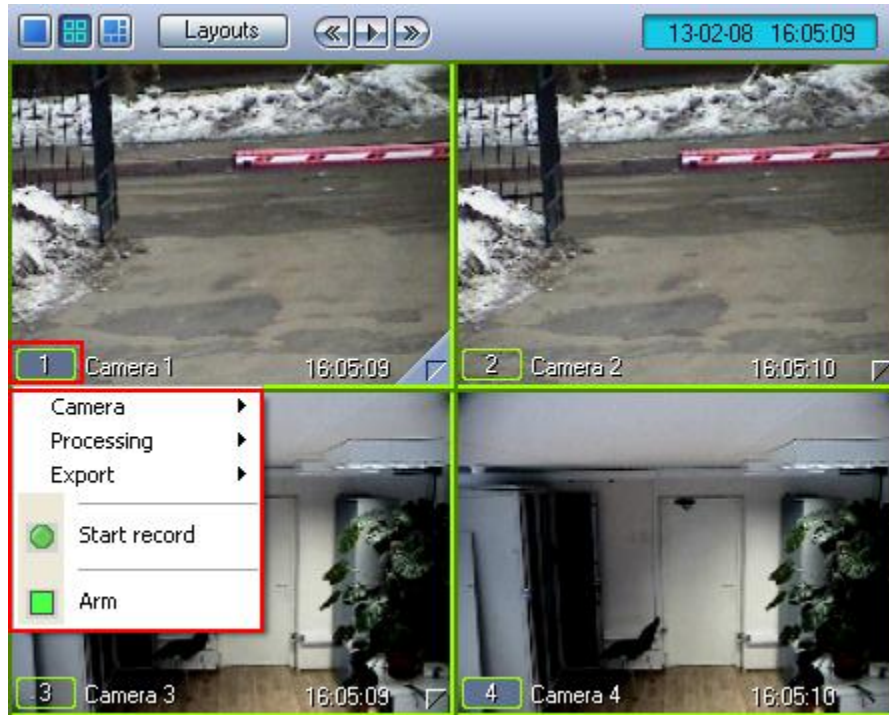 Layouts 13-02-08 16:05:09
1 Camera 1 16:05:09
2 Camera 2 16:05:10
Camera
Processing
Export
Start record
Arm
3 Camera 3 16:05:09
4 Camera 4 16:05:10